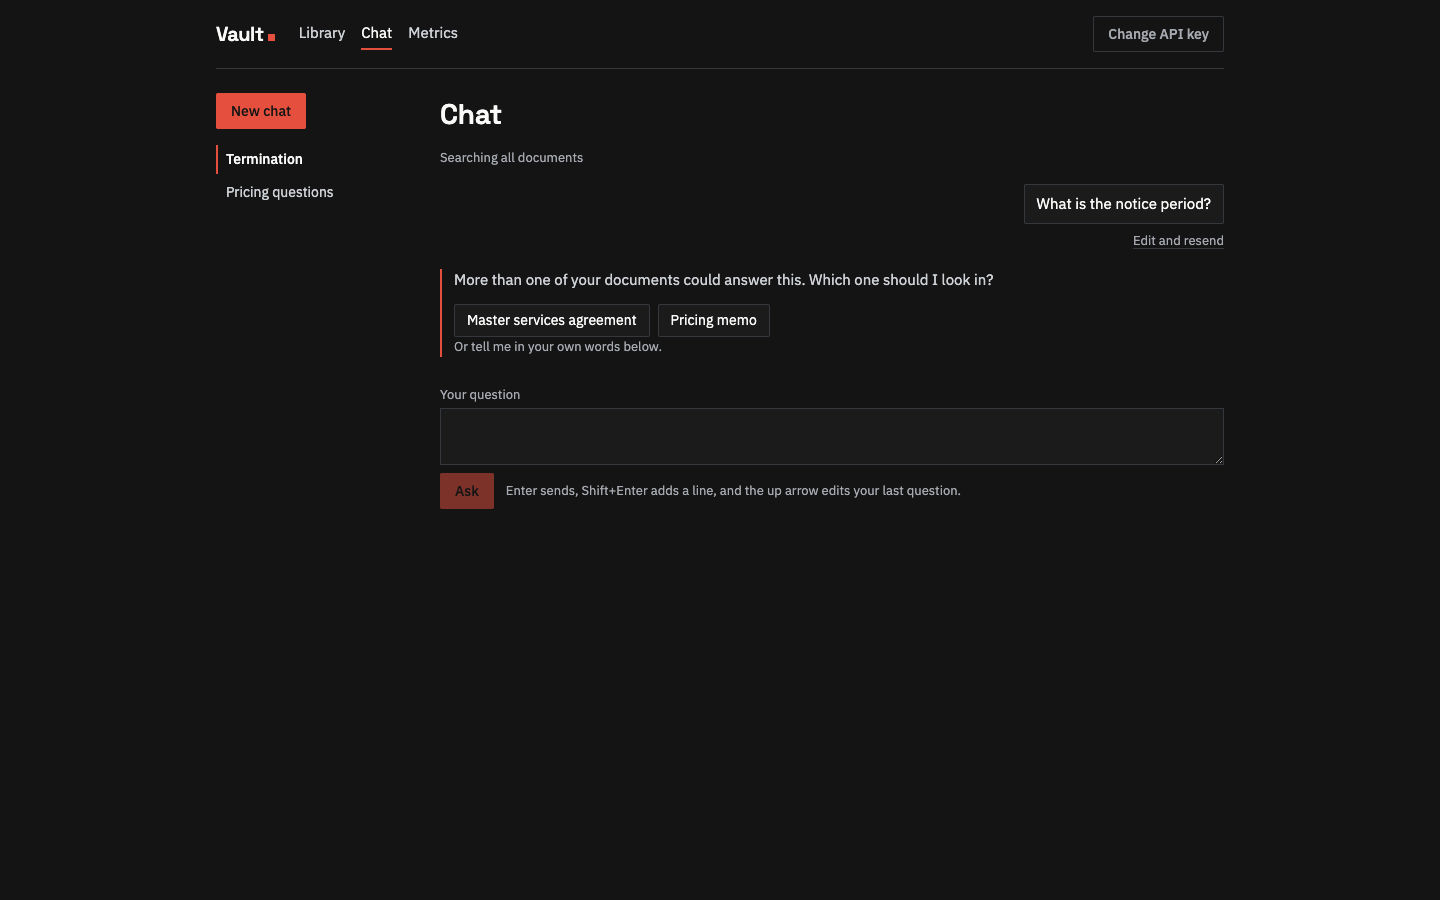 Vault
Library
Chat
Metrics
Change API key
New chat
Termination
Pricing questions
Chat
Searching all documents
What is the notice period?
Edit and resend
More than one of your documents could answer this. Which one should I look in?
Master services agreement
Pricing memo
Or tell me in your own words below.
Your question
Ask
Enter sends, Shift+Enter adds a line, and the up arrow edits your last question.